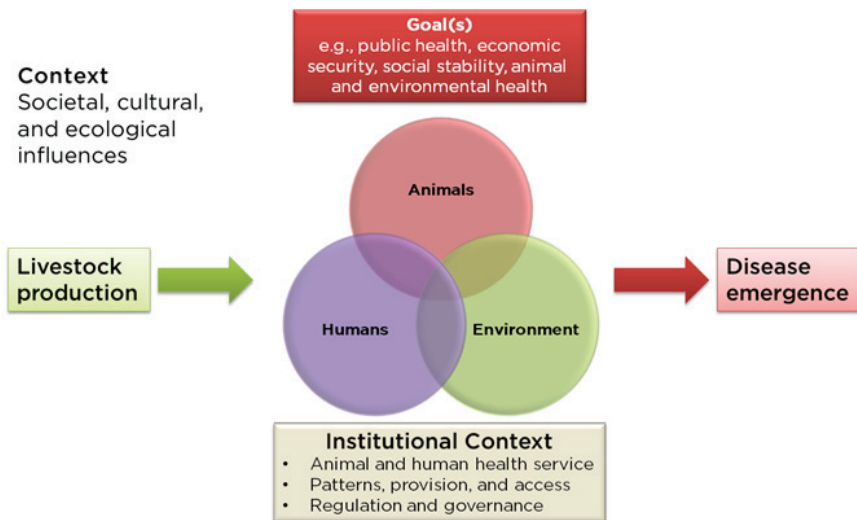 Goal(s)
e.g., public health, economic
security, social stability, animal
and environmental health
Context
Societal, cultural,
and ecological
influences
Animals
Livestock
production
Disease
emergence
Humans
Environment
Institutional Context
• Animal and human health service
• Patterns, provision, and access
• Regulation and governance